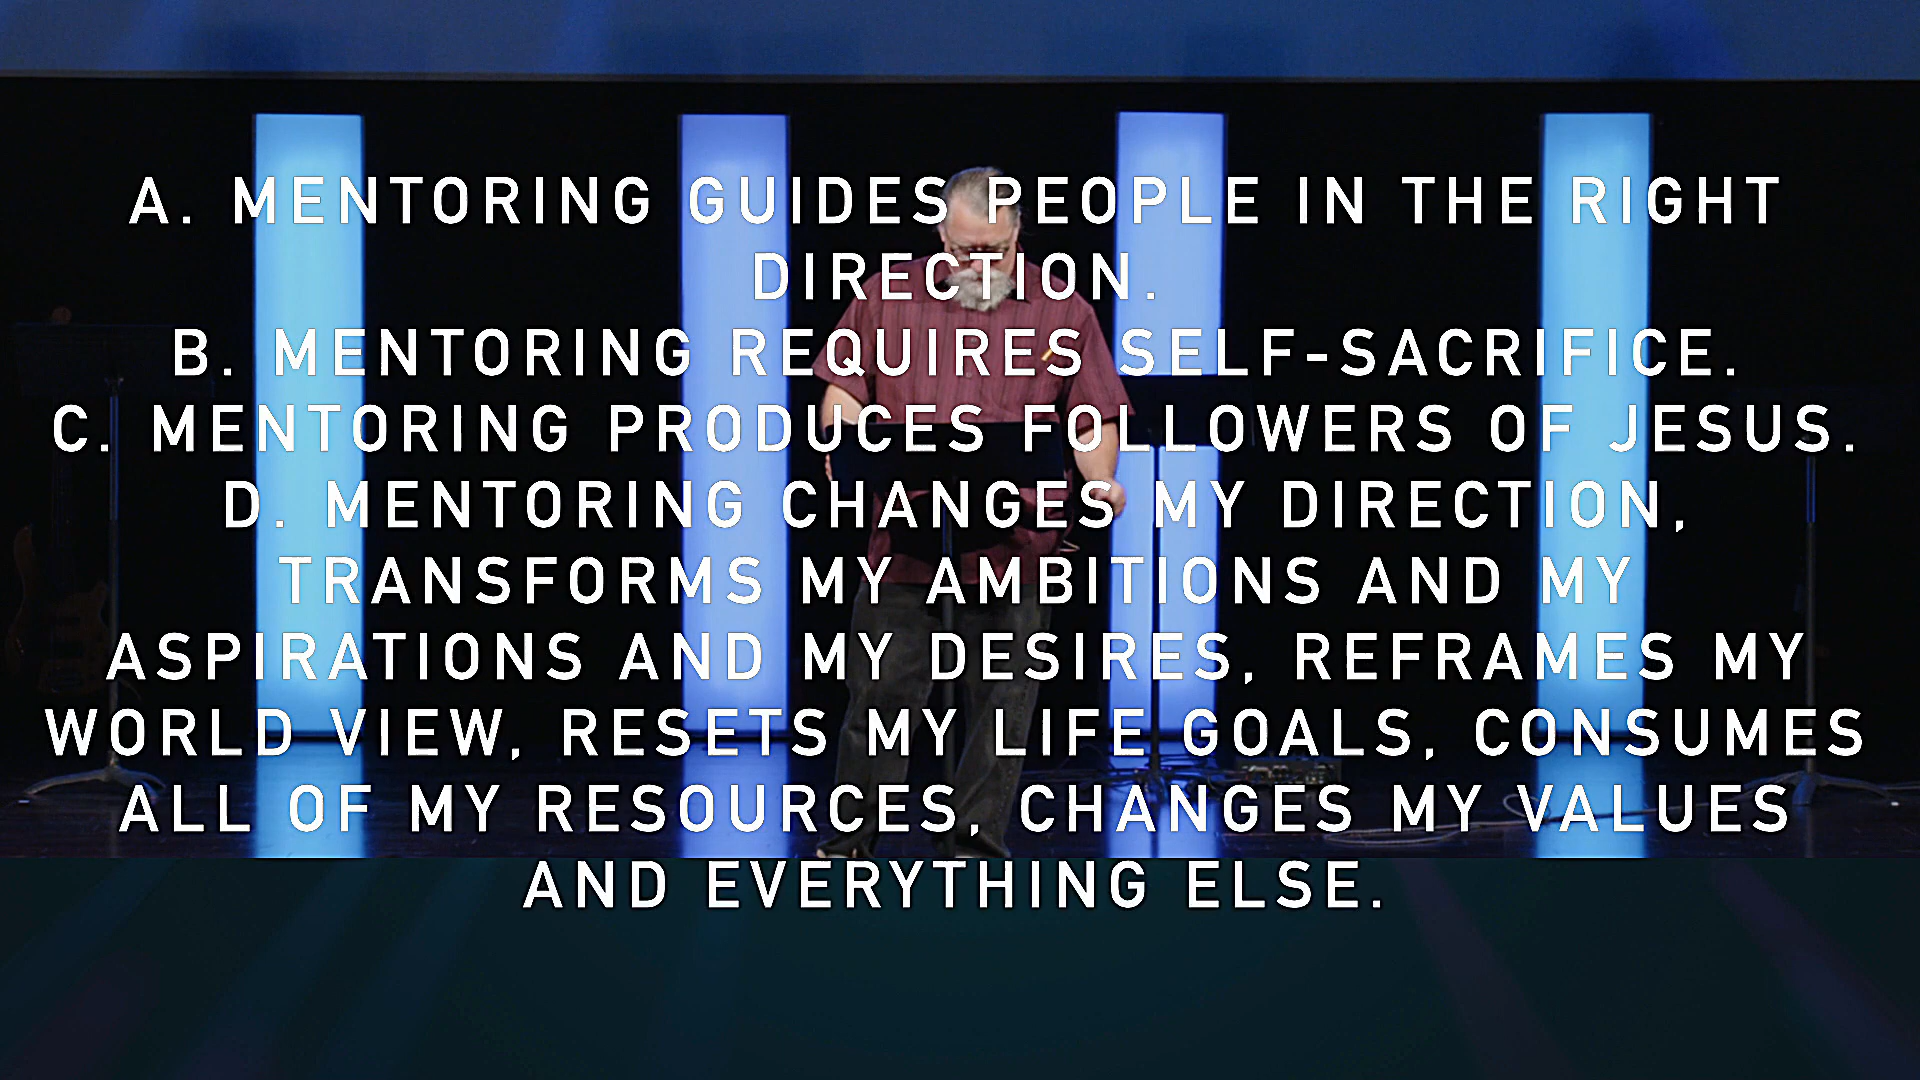 A. MENTORING GUIDES PEOPLE IN THE RIGHT
DIRECTION.
B. MENTORING REQUIRES SELF-SACRIFICE.
C. MENTORING PRODUCES FOLLOWERS OF JESUS.
D. MENTORING CHANGES MY DIRECTION,
TRANSFORMS MY AMBITIONS AND MY
ASPIRATIONS AND MY DESIRES, REFRAMES MY
WORLD VIEW, RESETS MY LIFE GOALS, CONSUMES
ALL OF MY RESOURCES, CHANGES MY VALUES
AND EVERYTHING ELSE.